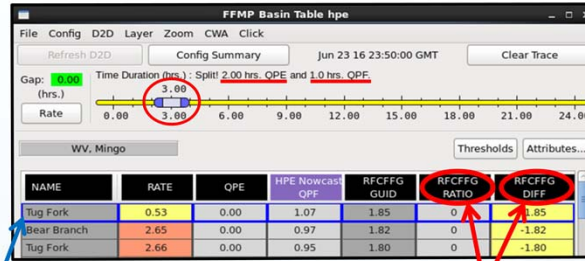 FFMP Basin Table hpe
File Config D2D Layer Zoom CWA Click
Refresh D2D Config Summary Jun 23 16 23:50:00 GMT Clear Trace
Gap: 0.00 Time Duration (hrs.) : Split! 2.00 hrs. QPE and 1.0 hrs. QPF.
(hrs.) 3.00
Rate 0.00 3.00 6.00 9.00 12.00 15.00 18.00 21.00 24.0
WV, Mingo Thresholds Attributes...
NAME RATE QPE HPE Nowcast QPF RFCFFG GUID RFCFFG RATIO RFCFFG DIFF
Tug Fork 0.53 0.00 1.07 1.85 0 -1.85
Bear Branch 2.65 0.00 0.97 1.82 0 -1.82
Tug Fork 2.66 0.00 0.95 1.80 0 -1.80